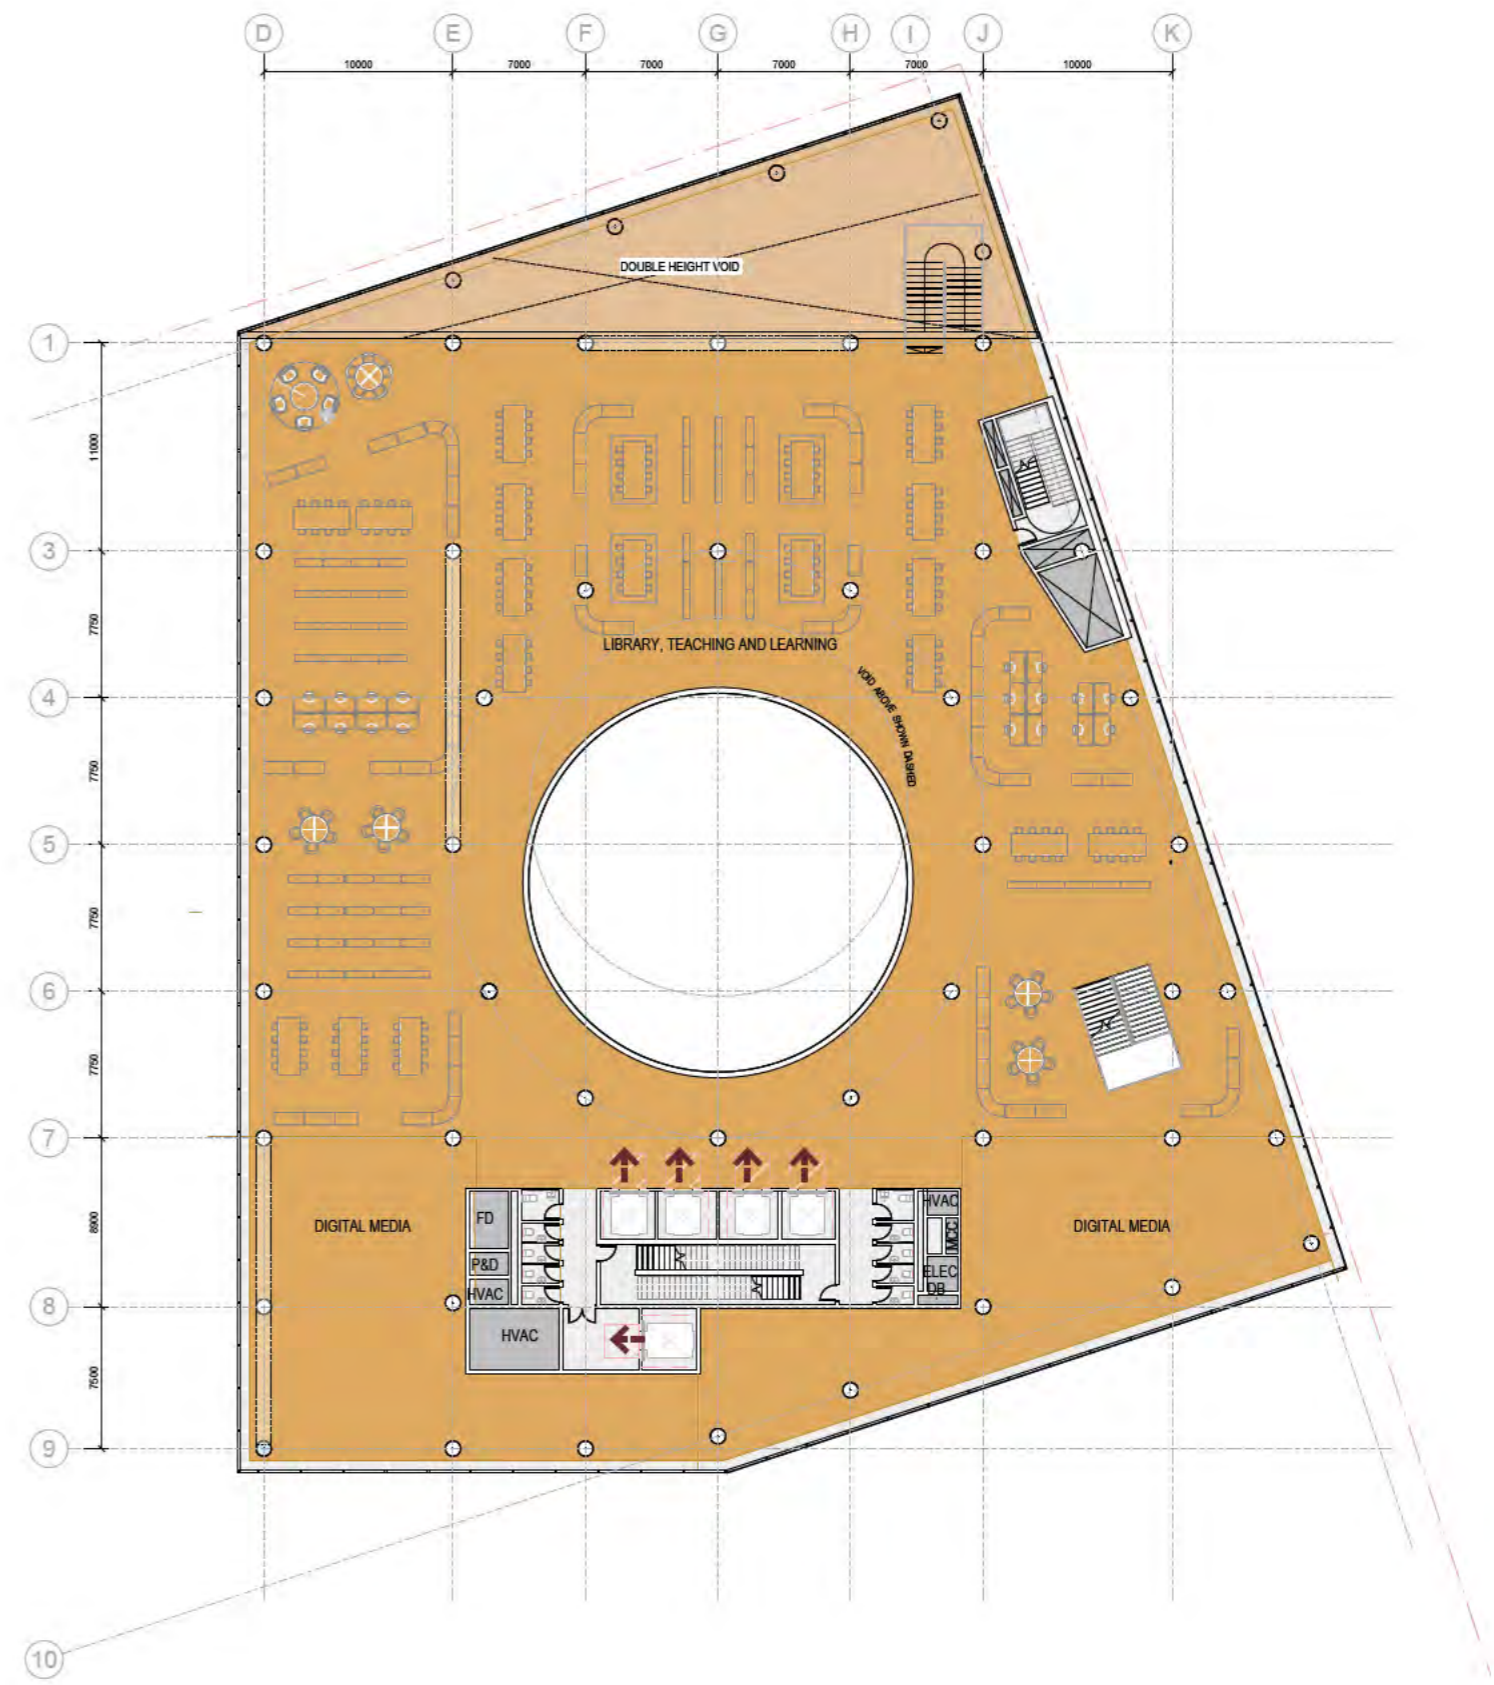 D E F G H I J K
10000 7000 7000 7000 7000 10000
DOUBLE HEIGHT VOID
1
11000
3
7750
LIBRARY, TEACHING AND LEARNING
VOID ABOVE SHOWN DASHED
4
7750
5
7750
6
7750
7
8900
DIGITAL MEDIA
FD
P&D
HVAC
HVAC
HVAC
MCC
ELEC
DB
DIGITAL MEDIA
8
7500
9
10